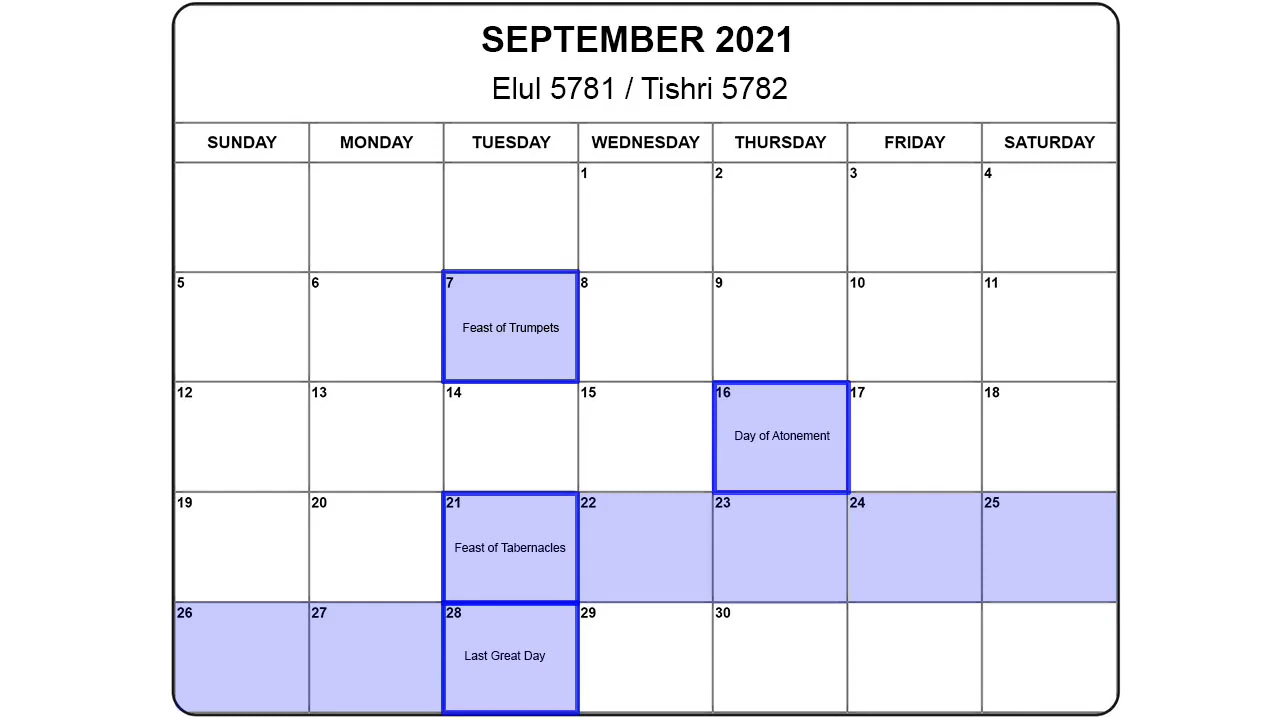 SEPTEMBER 2021
Elul 5781 / Tishri 5782
SUNDAY MONDAY TUESDAY WEDNESDAY THURSDAY FRIDAY SATURDAY
1 2 3 4
5 6 7 8 9 10 11
Feast of Trumpets
12 13 14 15 16 17 18
Day of Atonement
19 20 21 22 23 24 25
Feast of Tabernacles
26 27 28 29 30
Last Great Day